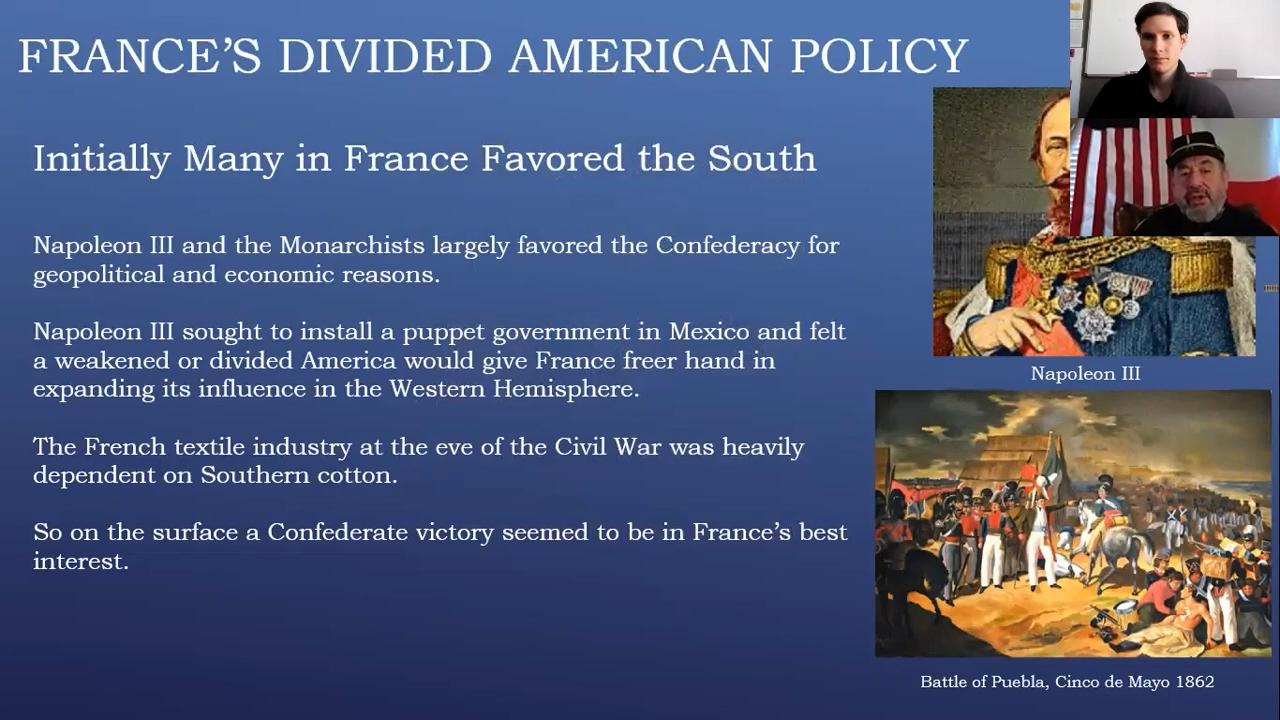 FRANCE'S DIVIDED AMERICAN POLICY
Initially Many in France Favored the South
Napoleon III and the Monarchists largely favored the Confederacy for
geopolitical and economic reasons.
Napoleon III sought to install a puppet government in Mexico and felt
a weakened or divided America would give France freer hand in
expanding its influence in the Western Hemisphere.
The French textile industry at the eve of the Civil War was heavily
dependent on Southern cotton.
So on the surface a Confederate victory seemed to be in France's best
interest.
Napoleon III
Battle of Puebla, Cinco de Mayo 1862